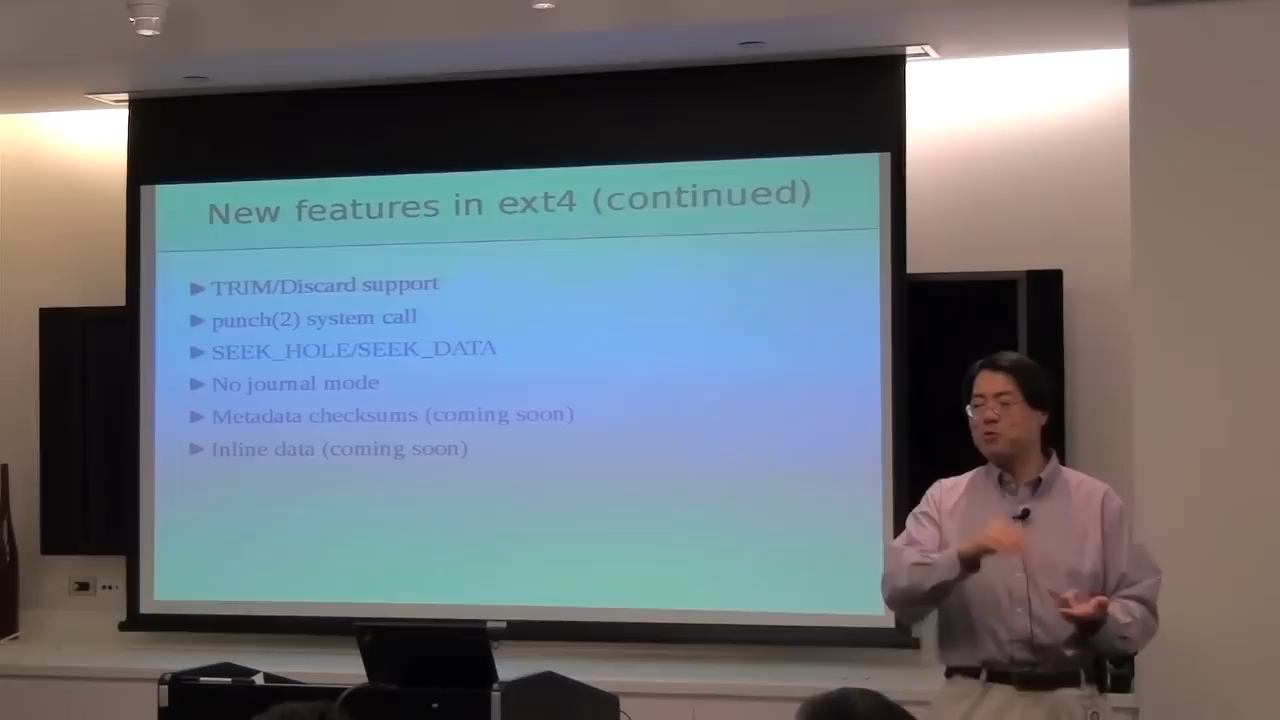 New features in ext4 (continued)
TRIM/Discard support
punch(2) system call
SEEK_HOLE/SEEK_DATA
No journal mode
Metadata checksums (coming soon)
Inline data (coming soon)